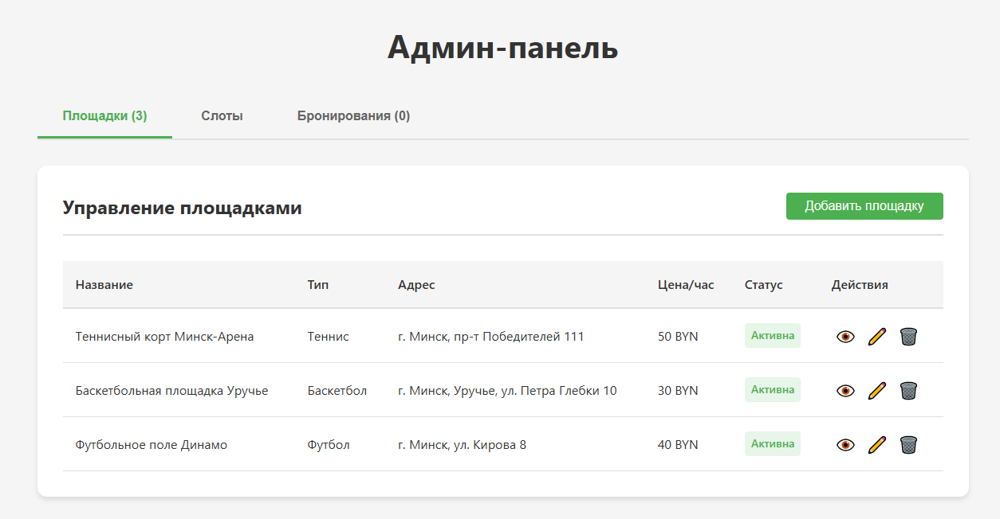 Админ-панель
Площадки (3) Слоты Бронирования (0)
Управление площадками Добавить площадку
Название Тип Адрес Цена/час Статус Действия
Теннисный корт Минск-Арена Теннис г. Минск, пр-т Победителей 111 50 BYN Активна
Баскетбольная площадка Уручье Баскетбол г. Минск, Уручье, ул. Петра Глебки 10 30 BYN Активна
Футбольное поле Динамо Футбол г. Минск, ул. Кирова 8 40 BYN Активна